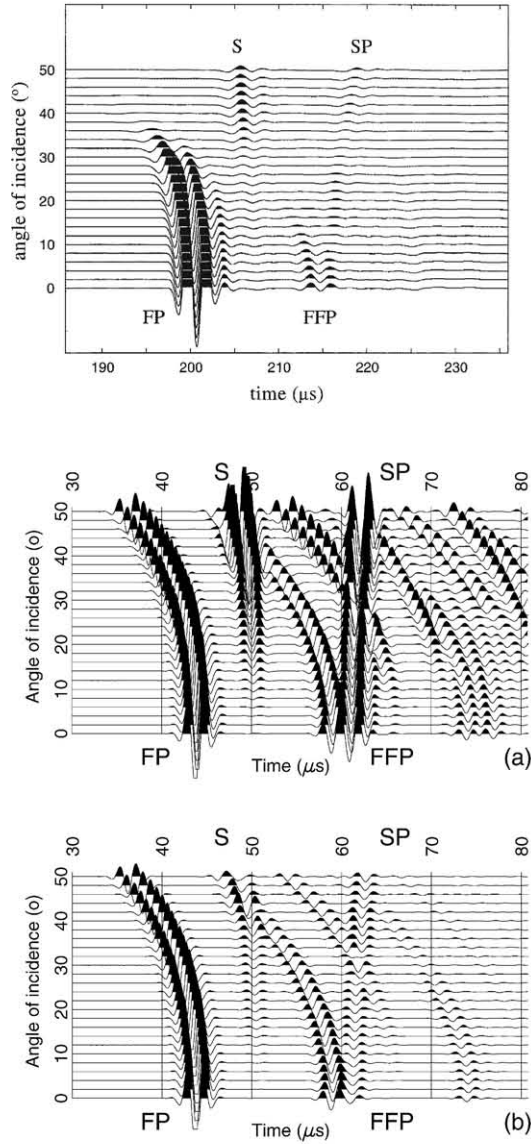 S SP
50
40
30
20
10
0
angle of incidence (°)
FP FFP
190 200 210 220 230
time (μs)
30 40 S 50 60 SP 70 80
50
40
30
20
10
0
Angle of incidence (o)
FP Time (μs) FFP (a)
30 40 S 50 60 SP 70 80
50
40
30
20
10
0
Angle of incidence (o)
FP Time (μs) FFP (b)